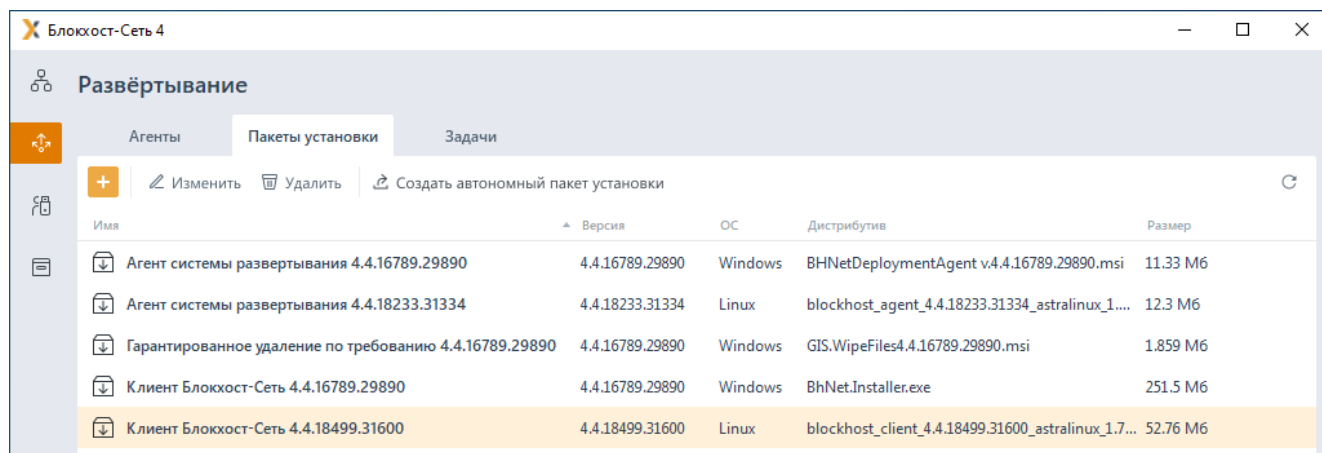 Блокхост-Сеть 4
Развёртывание
Агенты Пакеты установки Задачи
+ Изменить Удалить Создать автономный пакет установки
Имя Версия ОС Дистрибутив Размер
Агент системы развертывания 4.4.16789.29890 4.4.16789.29890 Windows BHNetDeploymentAgent v.4.4.16789.29890.msi 11.33 Мб
Агент системы развертывания 4.4.18233.31334 4.4.18233.31334 Linux blockhost_agent_4.4.18233.31334_astralinux_1.... 12.3 Мб
Гарантированное удаление по требованию 4.4.16789.29890 4.4.16789.29890 Windows GIS.WipeFiles4.4.16789.29890.msi 1.859 Мб
Клиент Блокхост-Сеть 4.4.16789.29890 4.4.16789.29890 Windows BhNet.Installer.exe 251.5 Мб
Клиент Блокхост-Сеть 4.4.18499.31600 4.4.18499.31600 Linux blockhost_client_4.4.18499.31600_astralinux_1.7... 52.76 Мб